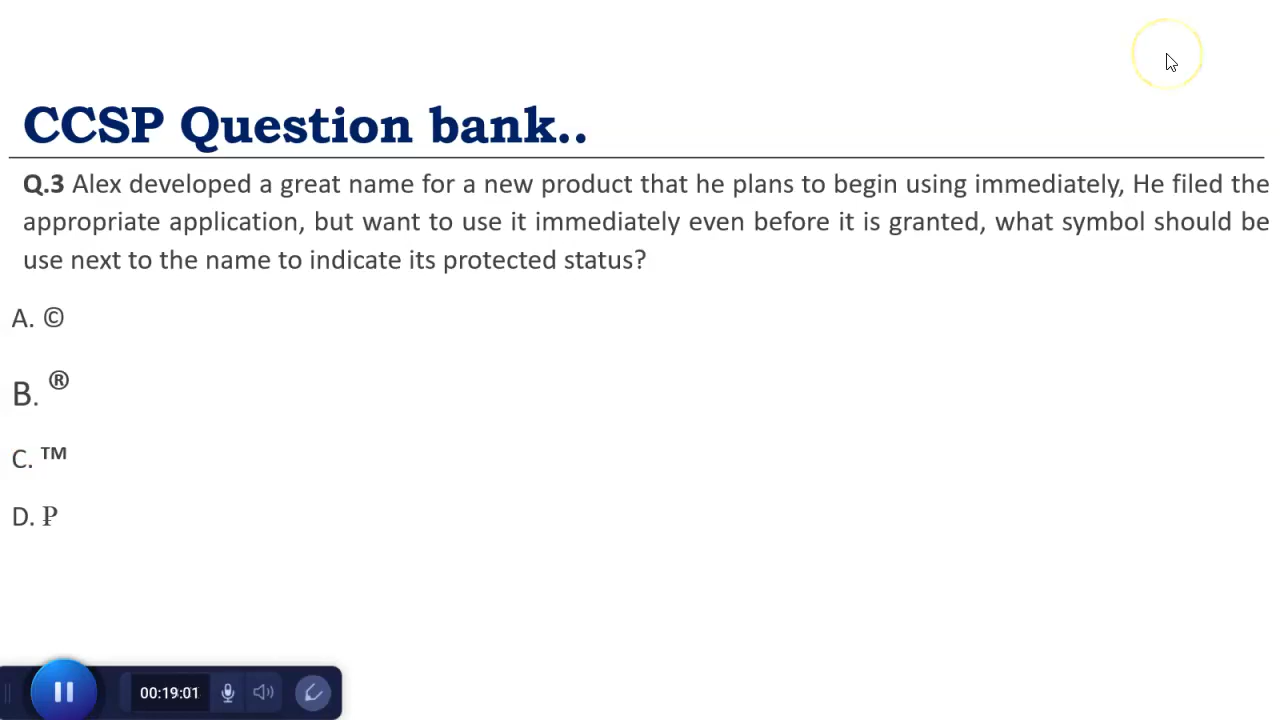 CCSP Question bank..
Q.3 Alex developed a great name for a new product that he plans to begin using immediately, He filed the
appropriate application, but want to use it immediately even before it is granted, what symbol should be
use next to the name to indicate its protected status?
A. ©
B. ®
C. ™
D. ₽
00:19:01